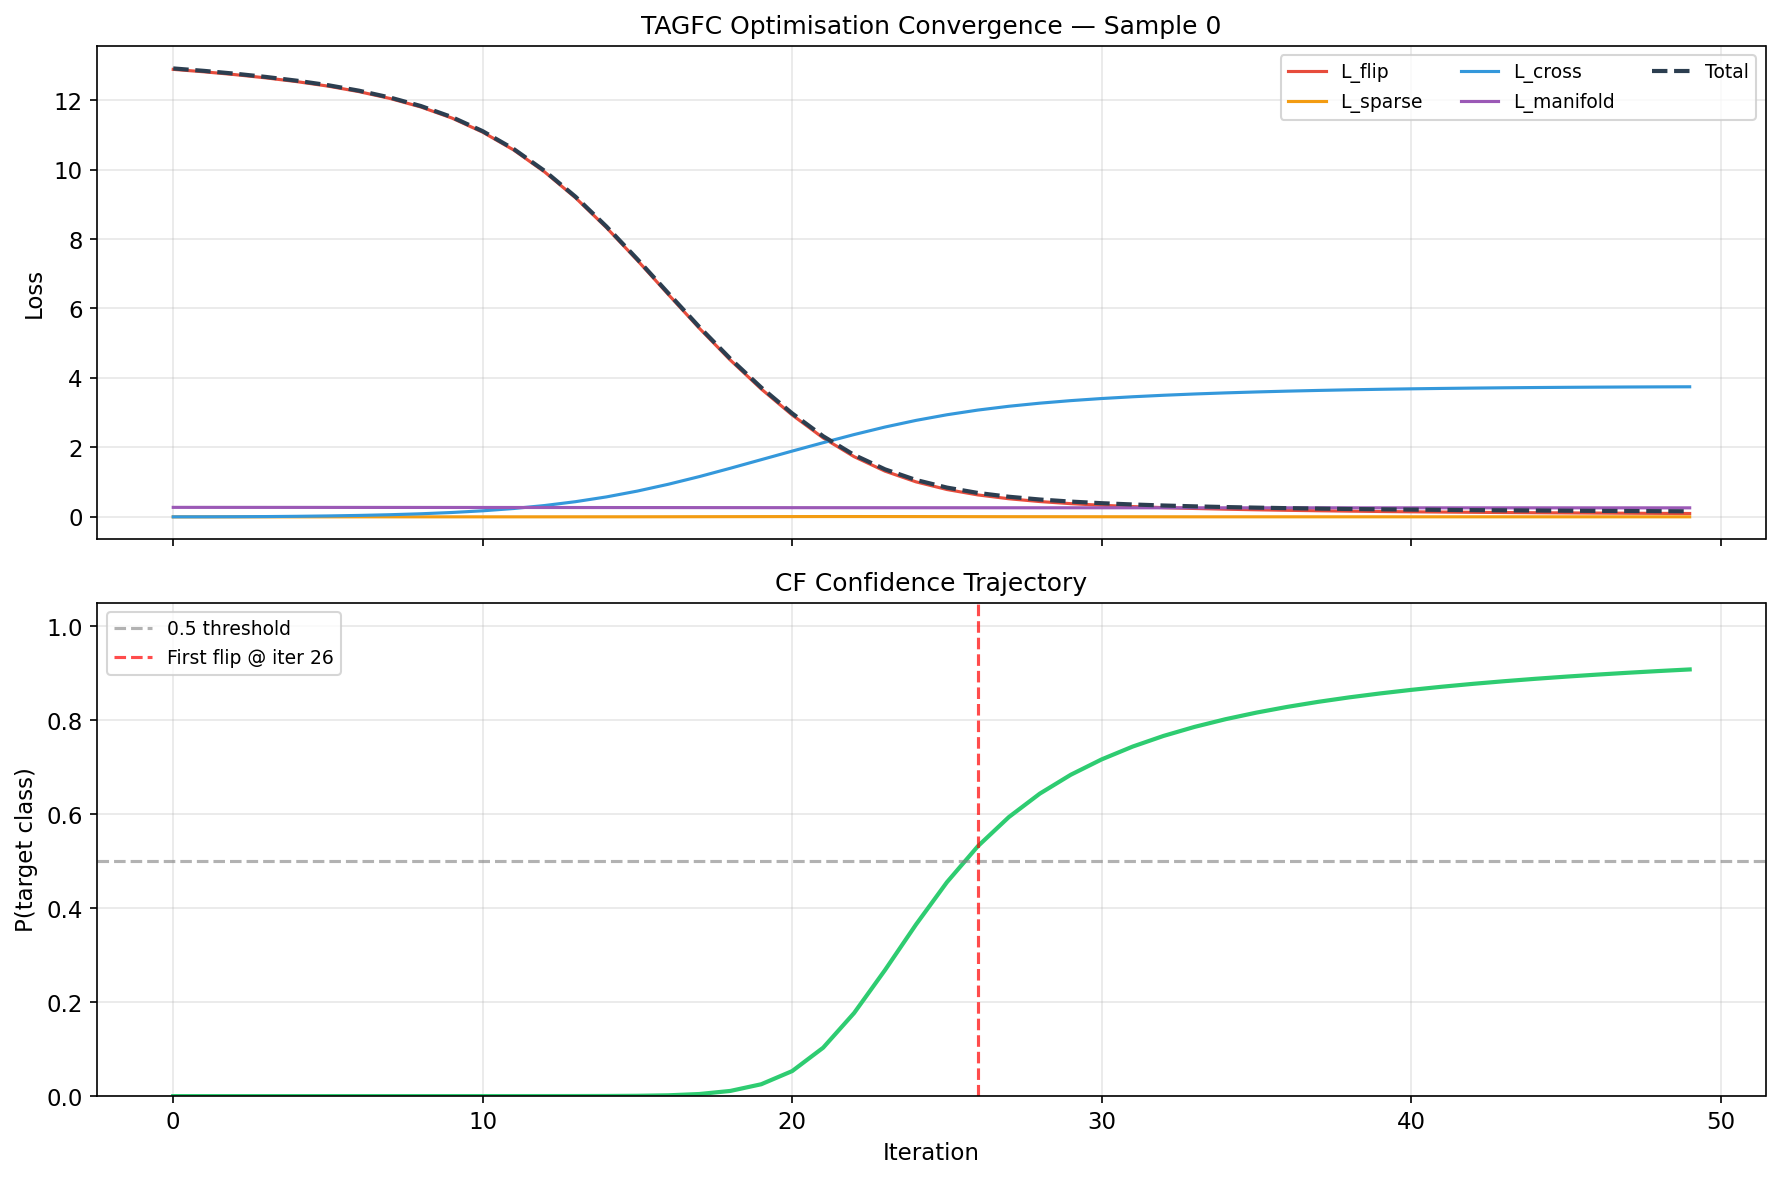 TAGFC Optimisation Convergence — Sample 0
L_flip
L_sparse
L_cross
L_manifold
Total
12
10
8
6
4
2
0
Loss
CF Confidence Trajectory
0.5 threshold
First flip @ iter 26
1.0
0.8
0.6
0.4
0.2
0.0
P(target class)
0 10 20 30 40 50
Iteration